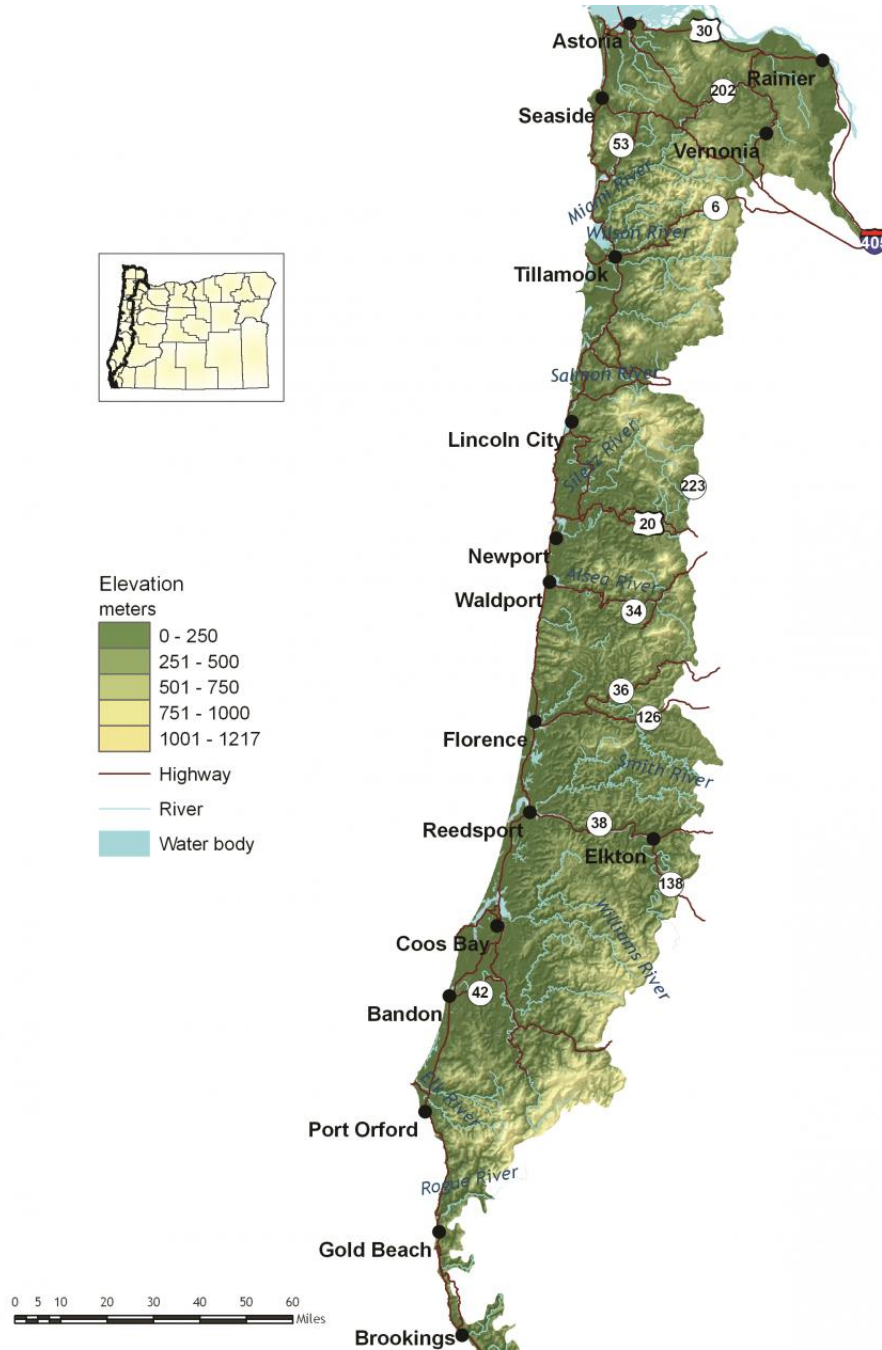 Astoria
30
Rainier
202
Seaside
53
Vernonia
Miami River
6
Wilson River
405
Tillamook
Salmon River
Lincoln City
Siletz River
223
20
Newport
Alsea River
Waldport
34
Elevation
meters
0 - 250
251 - 500
501 - 750
751 - 1000
1001 - 1217
Highway
River
Water body
36
126
Florence
Smith River
Reedsport
38
Elkton
138
Williams River
Coos Bay
42
Bandon
Elk River
Port Orford
Rogue River
Gold Beach
0 5 10 20 30 40 50 60
Miles
Brookings